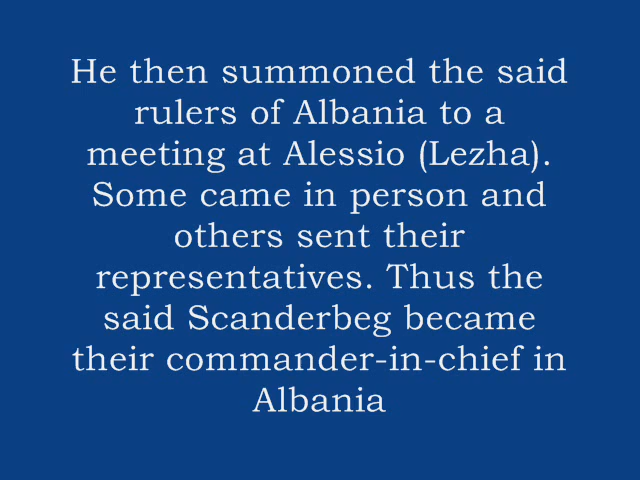 He then summoned the said
rulers of Albania to a
meeting at Alessio (Lezha).
Some came in person and
others sent their
representatives. Thus the
said Scanderbeg became
their commander-in-chief in
Albania